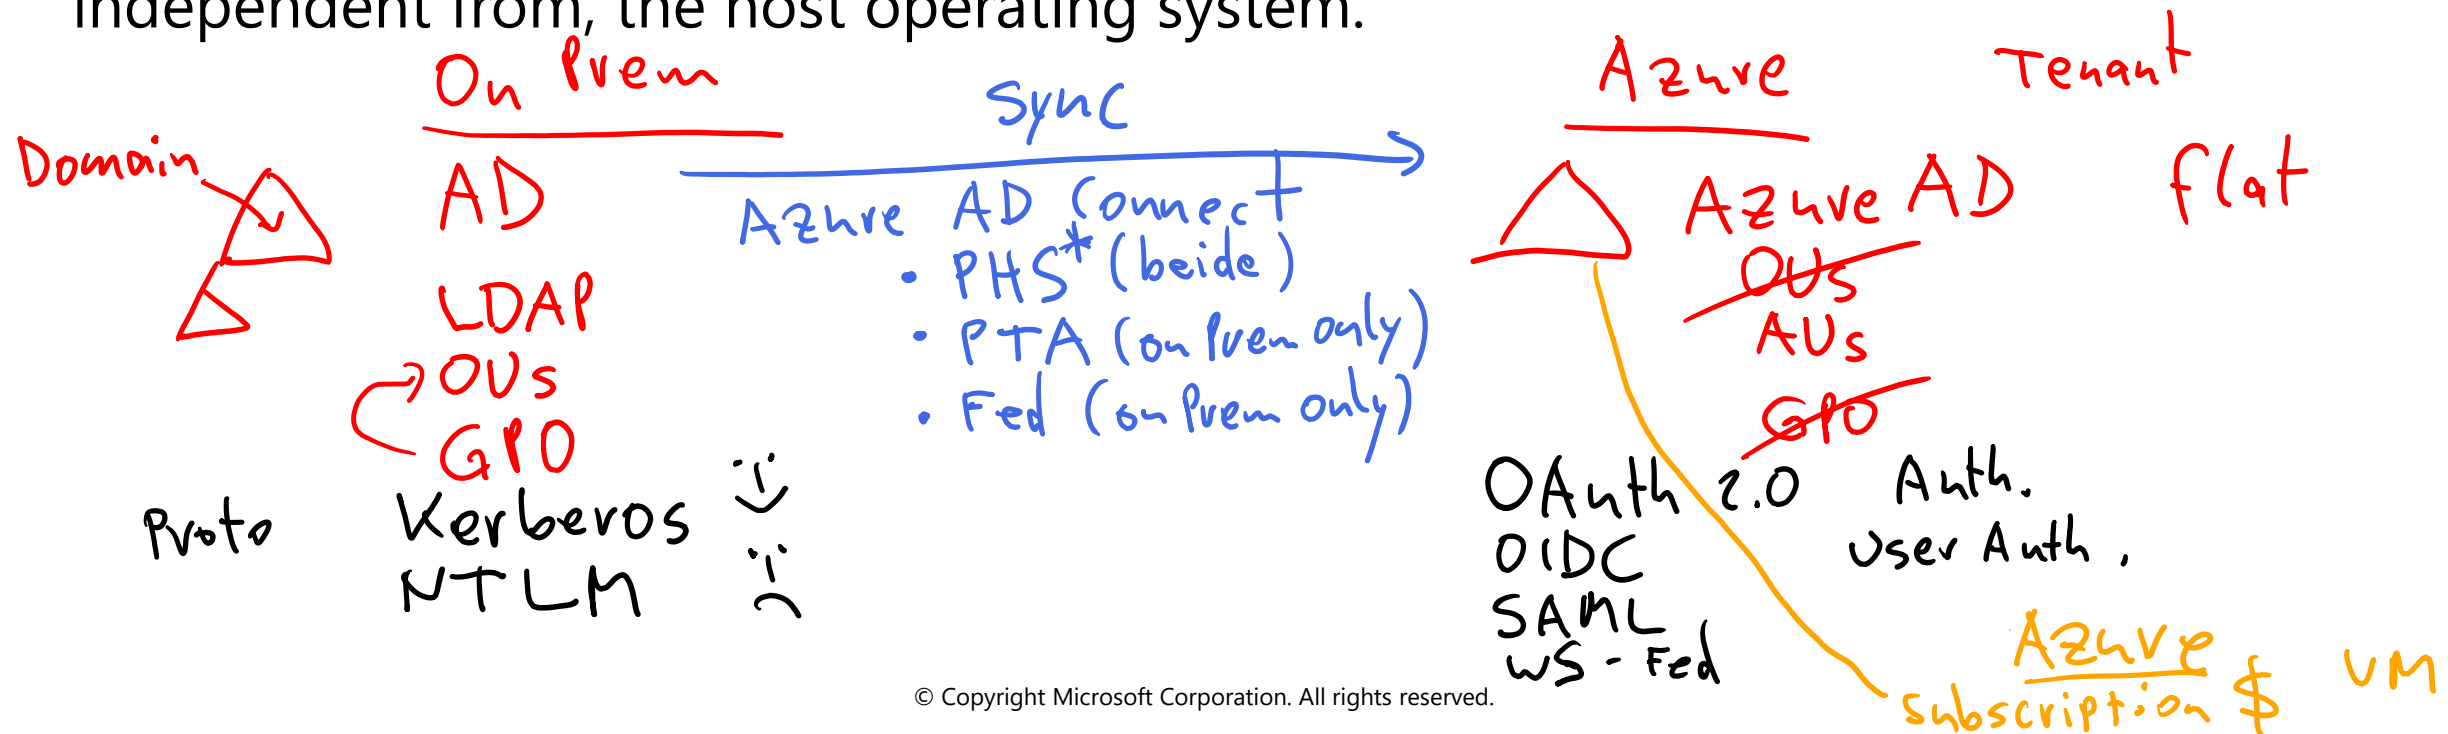 independent from, the host operating system.
On Prem
Sync
Azure
Tenant
Domain
AD
Azure AD Connect
Azure AD
flat
• PHS* (beide)
OUs
LDAP
• PTA (on Prem only)
AUs
OUs
• Fed (on Prem only)
GPO
GPO
Proto
Kerberos :)
OAuth 2.0 Auth.
NTLM :(
OIDC User Auth.
SAML
WS-Fed
Azure
Subscription $ VM
© Copyright Microsoft Corporation. All rights reserved.